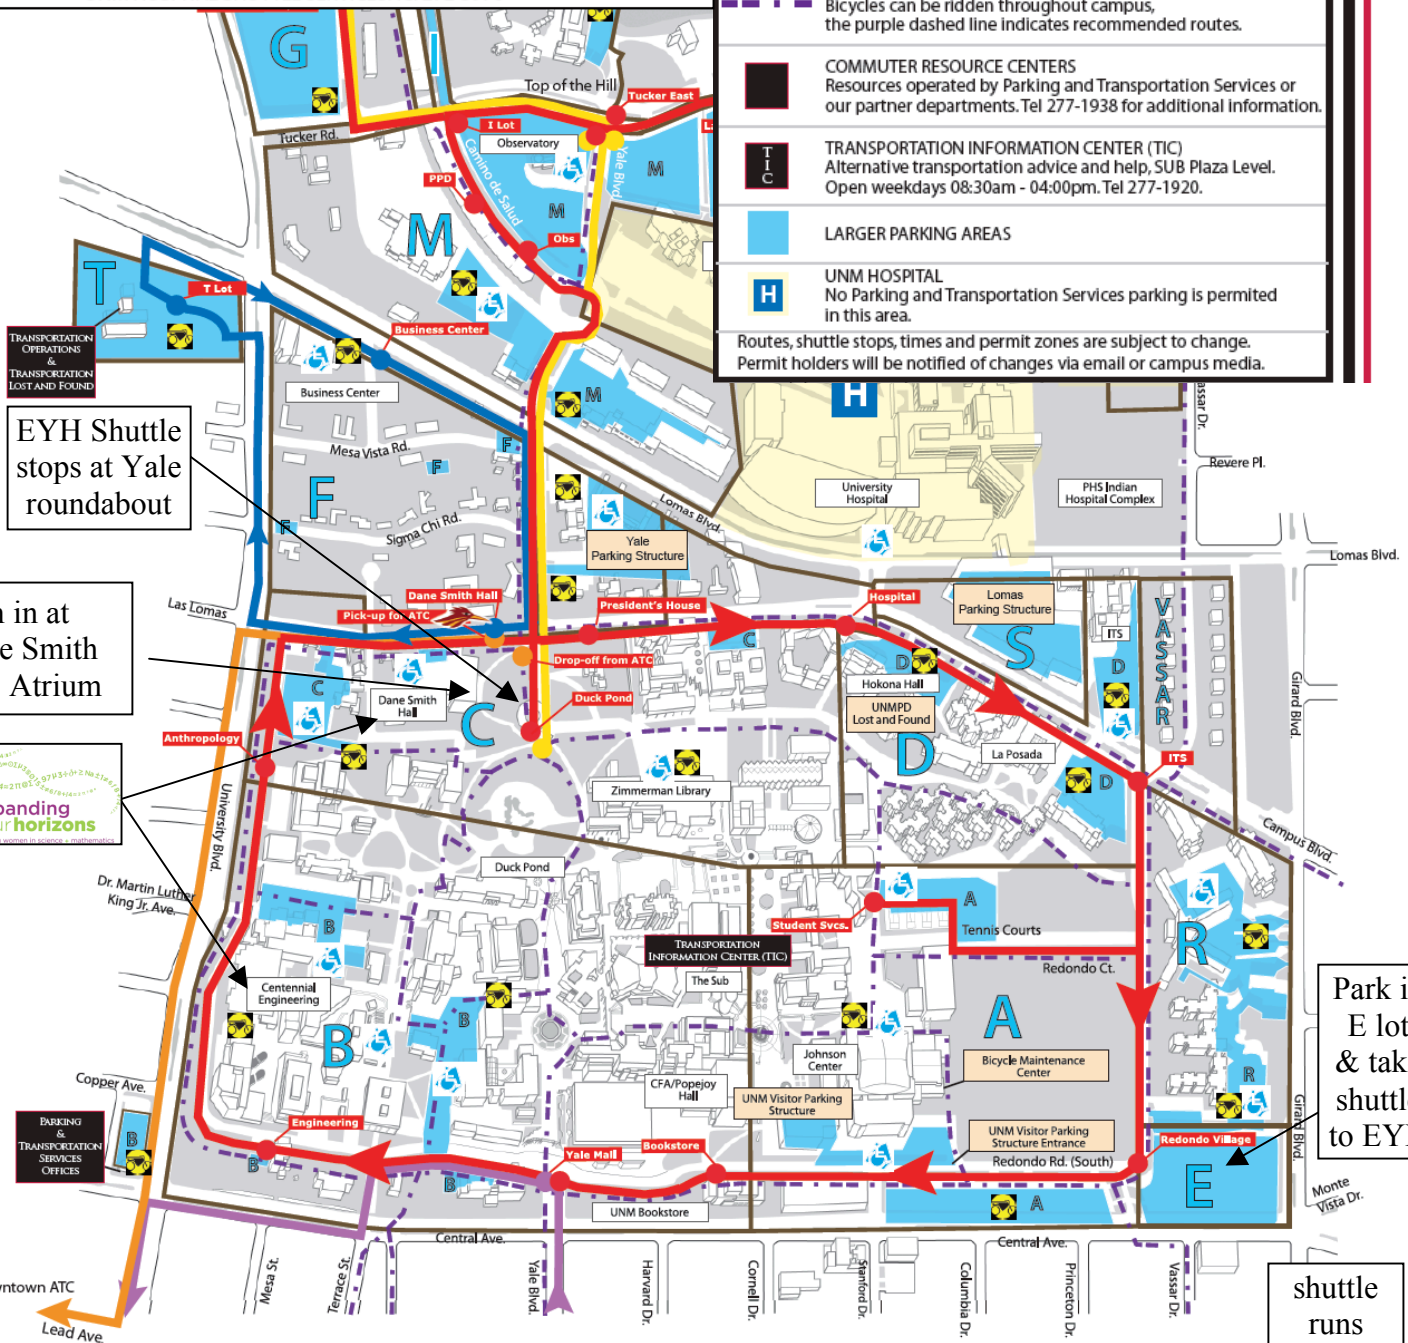 Bicycles can be ridden throughout campus,
the purple dashed line indicates recommended routes.
COMMUTER RESOURCE CENTERS
Resources operated by Parking and Transportation Services or
our partner departments. Tel 277-1938 for additional information.
T
I
C
TRANSPORTATION INFORMATION CENTER (TIC)
Alternative transportation advice and help, SUB Plaza Level.
Open weekdays 08:30am - 04:00pm. Tel 277-1920.
LARGER PARKING AREAS
H
UNM HOSPITAL
No Parking and Transportation Services parking is permited
in this area.
Routes, shuttle stops, times and permit zones are subject to change.
Permit holders will be notified of changes via email or campus media.
G
Top of the Hill
Tucker East
Tucker Rd.
I Lot
Observatory
Camino de Salud
Yale Blvd.
M
PPD
M
M
Obs
T
T Lot
TRANSPORTATION
OPERATIONS
&
TRANSPORTATION
LOST AND FOUND
Business Center
Business Center
M
H
Vassar Dr.
EYH Shuttle
stops at Yale
roundabout
Mesa Vista Rd.
F
F
F
F
Sigma Chi Rd.
Lomas Blvd.
University
Hospital
PHS Indian
Hospital Complex
Revere Pl.
Yale
Parking Structure
Lomas Blvd.
Las Lomas
Dane Smith Hall
Pick-up for ATC
President's House
Hospital
Lomas
Parking Structure
ITS
S
VASSAR
in at
Smith
Atrium
C
C
D
D
Drop-off from ATC
Hokona Hall
Dane Smith
Hall
Duck Pond
UNMPD
Lost and Found
Girard Blvd.
C
Anthropology
D
La Posada
ITS
D
Zimmerman Library
panding
ur horizons
women in science + mathematics
University Blvd.
Campus Blvd.
Duck Pond
Dr. Martin Luther
King Jr. Ave.
B
A
Student Svcs.
Tennis Courts
TRANSPORTATION
INFORMATION CENTER (TIC)
R
Redondo Ct.
The Sub
Centennial
Engineering
B
B
A
Park i
E lot
& tak
shuttle
to EY
Johnson
Center
Bicycle Maintenance
Center
Copper Ave.
CFA/Popejoy
Hall
UNM Visitor Parking
Structure
R
Girard Blvd.
PARKING
&
TRANSPORTATION
SERVICES
OFFICES
B
Engineering
UNM Visitor Parking
Structure Entrance
Redondo Village
B
Yale Mall
Bookstore
Redondo Rd. (South)
B
E
Monte
Vista Dr.
UNM Bookstore
A
Central Ave.
Central Ave.
Mesa St.
Terrace St.
Yale Blvd.
Harvard Dr.
Cornell Dr.
Stanford Dr.
Columbia Dr.
Princeton Dr.
Vassar Dr.
ntown ATC
Lead Ave
shuttle
runs